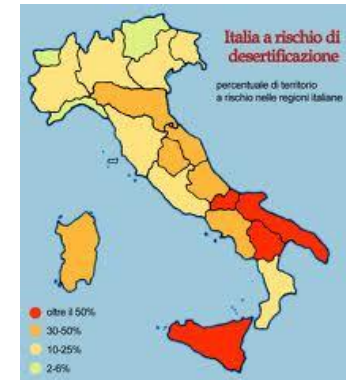 Italia a rischio di
desertificazione
percentuale di territorio
a rischio nelle regioni italiane
oltre il 50%
30-50%
10-25%
2-6%